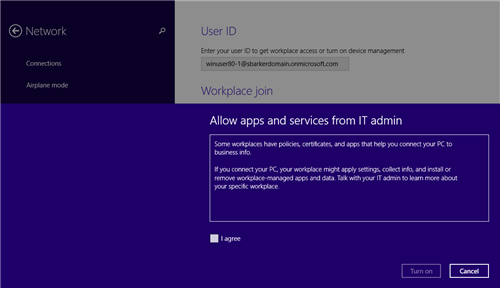 Network
Connections
Airplane mode
User ID
Enter your user ID to get workplace access or turn on device management
winuser80-1@sbarkerdomain.onmicrosoft.com
Workplace join
Allow apps and services from IT admin
Some workplaces have policies, certificates, and apps that help you connect your PC to
business info.
If you connect your PC, your workplace might apply settings, collect info, and install or
remove workplace-managed apps and data. Talk with your IT admin to learn more about
your specific workplace.
I agree
Turn on
Cancel